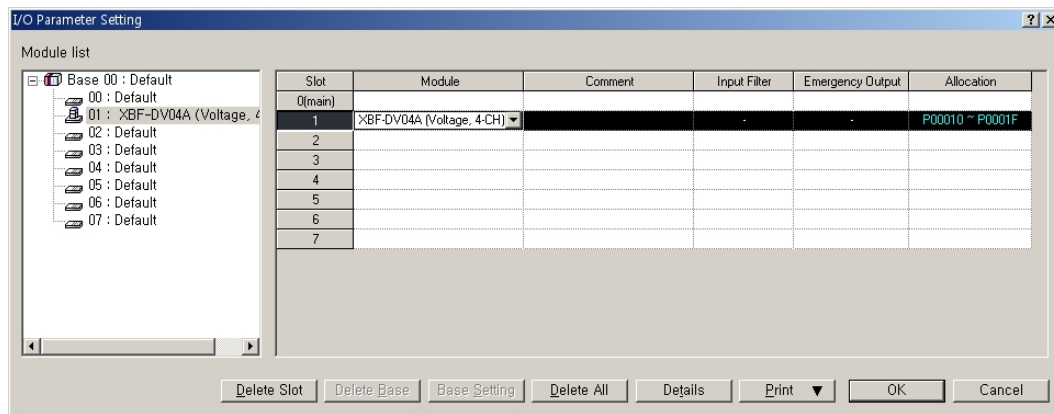 I/O Parameter Setting
Module list
Base 00 : Default
00 : Default
01 : XBF-DV04A (Voltage, 4
02 : Default
03 : Default
04 : Default
05 : Default
06 : Default
07 : Default
Slot Module Comment Input Filter Emergency Output Allocation
0(main)
1 XBF-DV04A (Voltage, 4-CH) - - P00010 ~ P0001F
2
3
4
5
6
7
Delete Slot Delete Base Base Setting Delete All Details Print ▼ OK Cancel